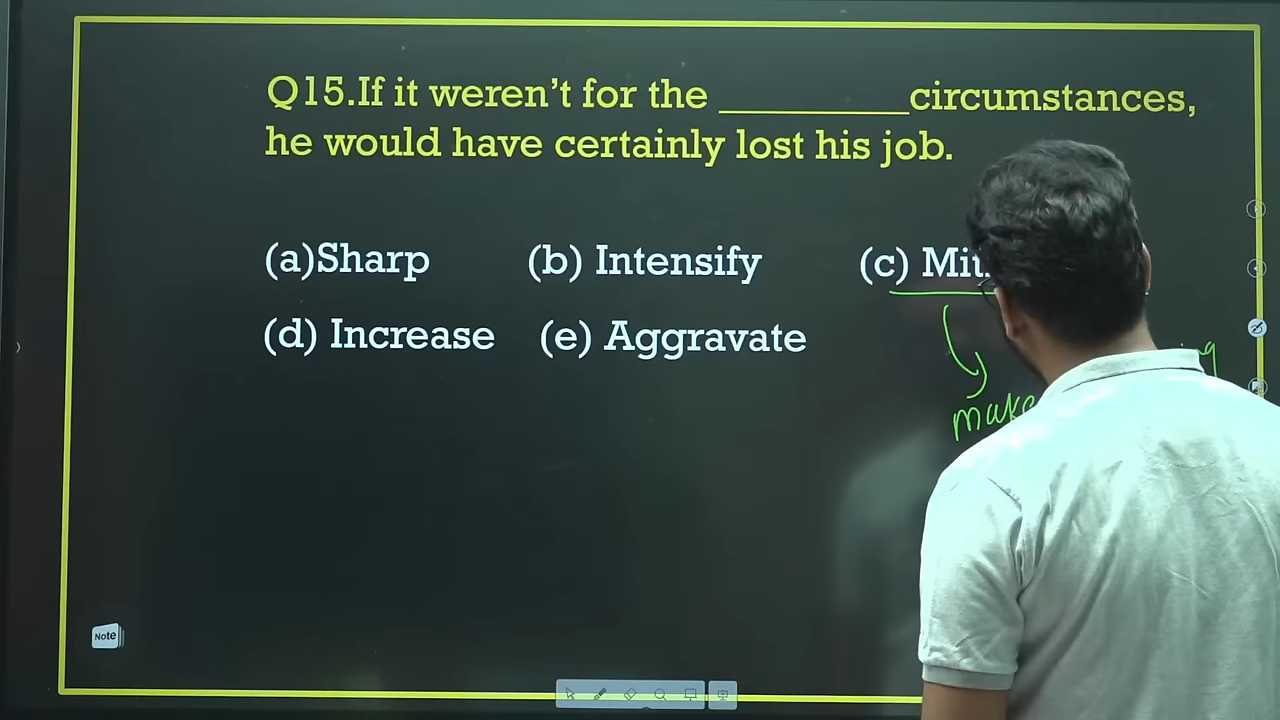 Q15.If it weren't for the __________circumstances,
he would have certainly lost his job.
(a)Sharp (b) Intensify (c)
(d) Increase (e) Aggravate
make
Note